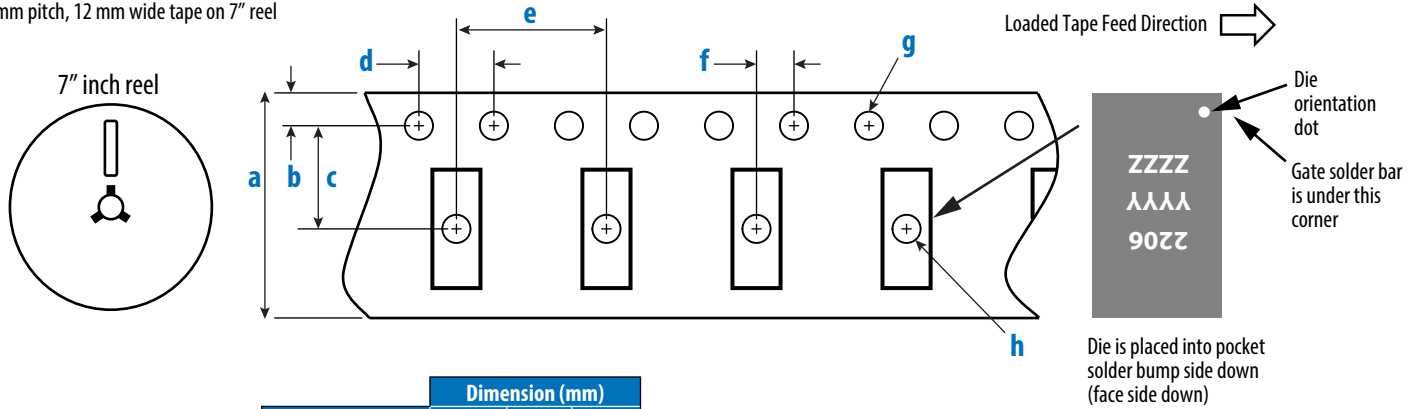 mm pitch, 12 mm wide tape on 7” reel
7” inch reel
a
b
c
d
e
f
g
h
Loaded Tape Feed Direction
Die
orientation
dot
Gate solder bar
is under this
corner
2206
YYYY
ZZZZ
Die is placed into pocket
solder bump side down
(face side down)
Dimension (mm)